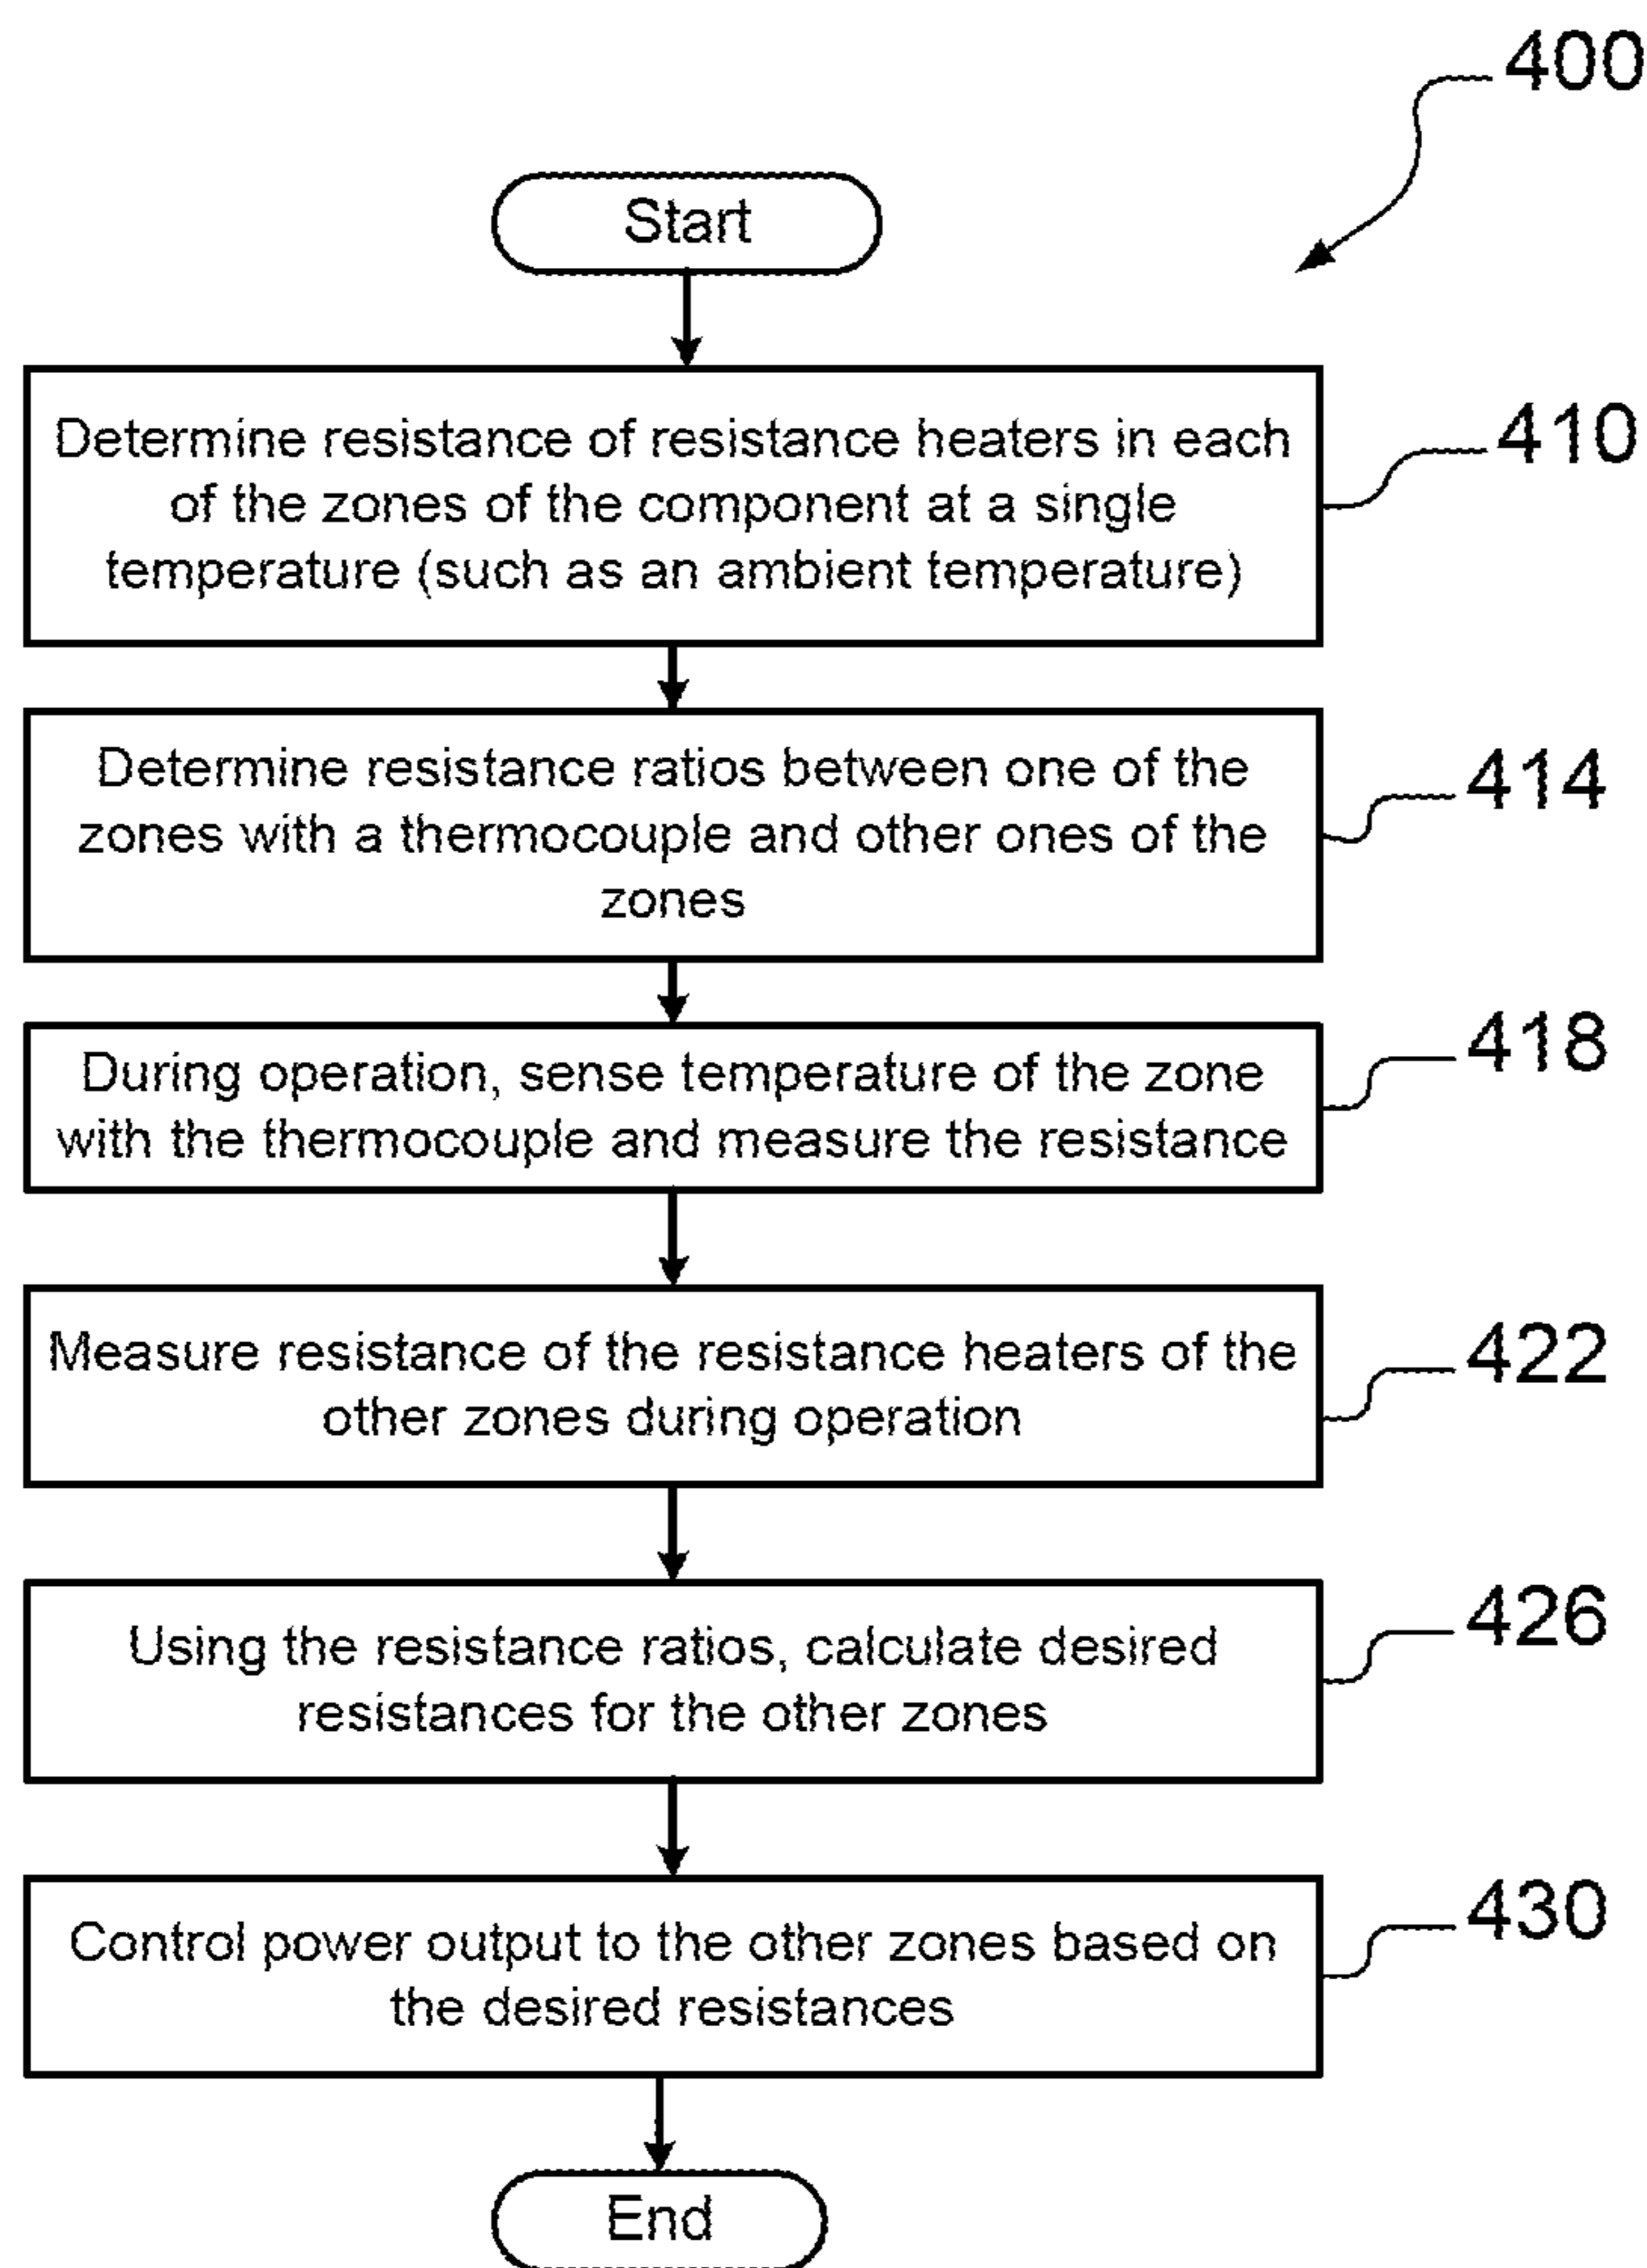 400
Start
Determine resistance of resistance heaters in each
of the zones of the component at a single
temperature (such as an ambient temperature)
410
Determine resistance ratios between one of the
zones with a thermocouple and other ones of the
zones
414
During operation, sense temperature of the zone
with the thermocouple and measure the resistance
418
Measure resistance of the resistance heaters of the
other zones during operation
422
Using the resistance ratios, calculate desired
resistances for the other zones
426
Control power output to the other zones based on
the desired resistances
430
End